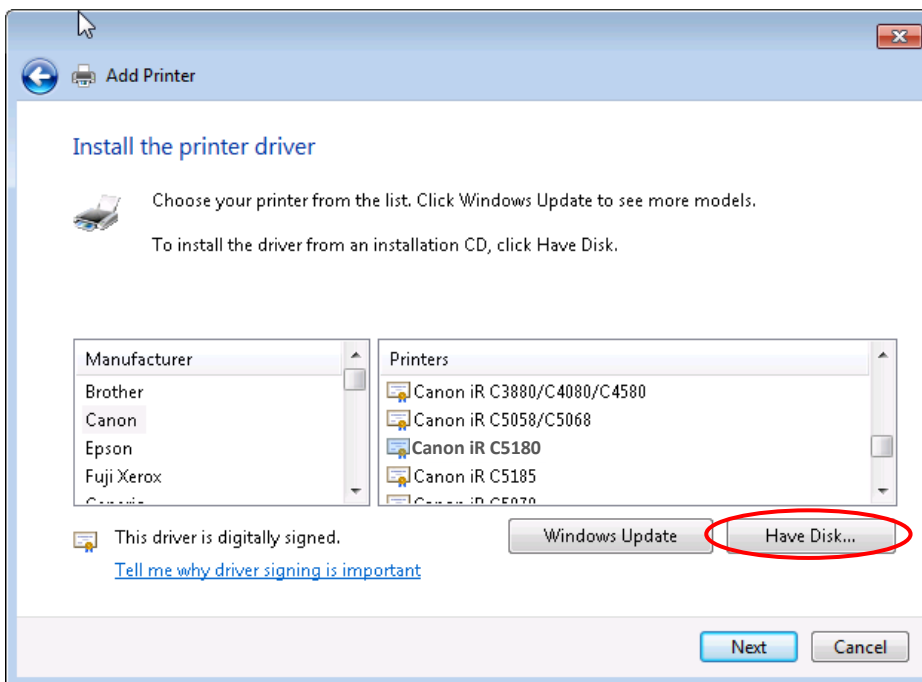 Add Printer
Install the printer driver
Choose your printer from the list. Click Windows Update to see more models.
To install the driver from an installation CD, click Have Disk.
Manufacturer
Brother
Canon
Epson
Fuji Xerox
Printers
Canon iR C3880/C4080/C4580
Canon iR C5058/C5068
Canon iR C5180
Canon iR C5185
This driver is digitally signed.
Tell me why driver signing is important
Windows Update
Have Disk...
Next
Cancel